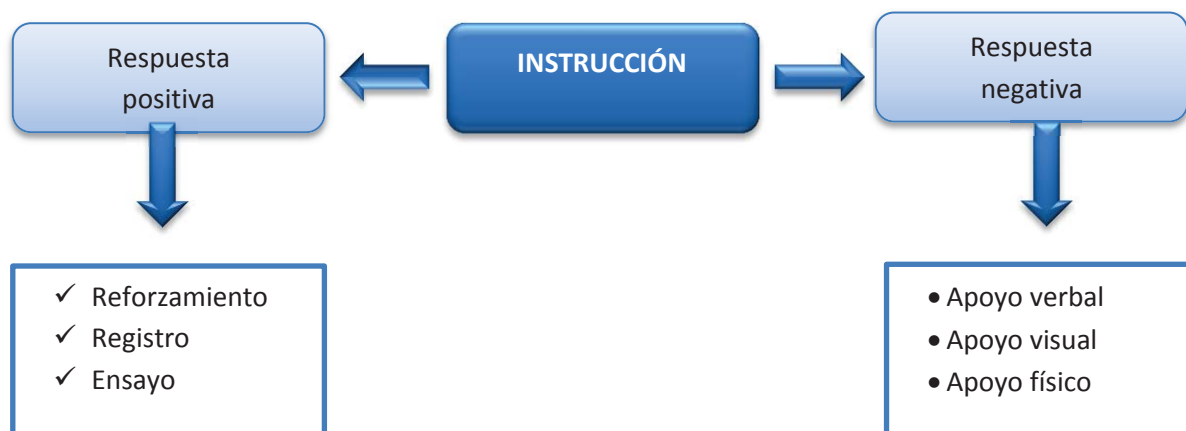 Respuesta
positiva
INSTRUCCIÓN
Respuesta
negativa
✓ Reforzamiento
✓ Registro
✓ Ensayo
• Apoyo verbal
• Apoyo visual
• Apoyo físico